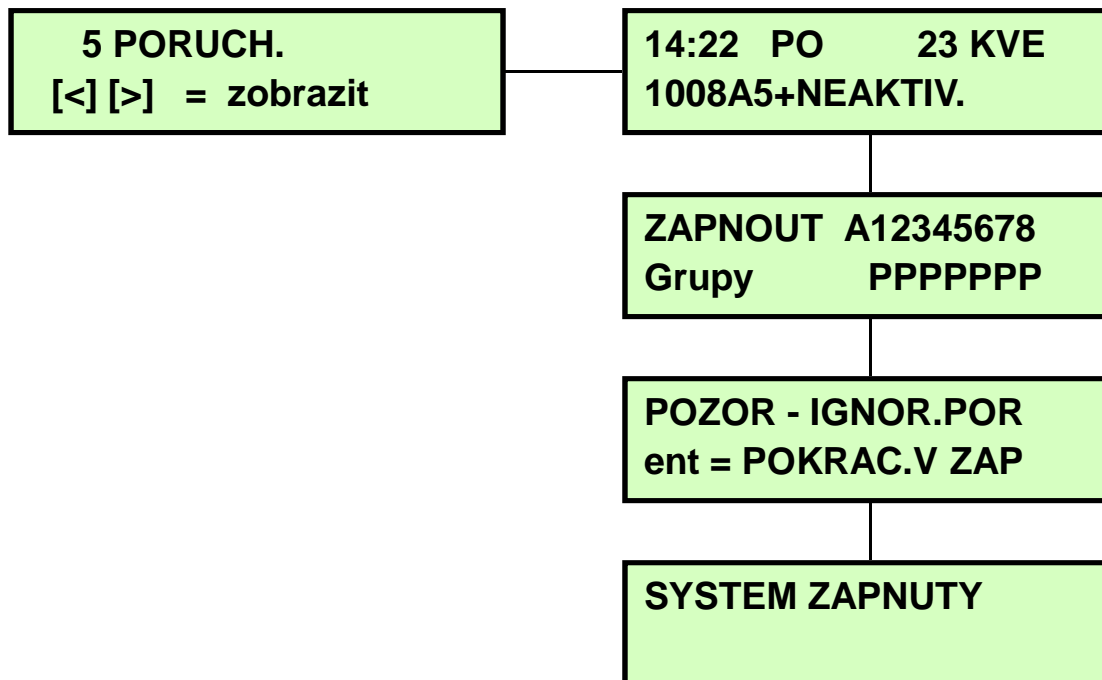 5 PORUCH.
[<] [>] = zobrazit
14:22 PO 23 KVE
1008A5+NEAKTIV.
ZAPNOUT A12345678
Grupy PPPPPPP
POZOR - IGNOR.POR
ent = POKRAC.V ZAP
SYSTEM ZAPNUTY